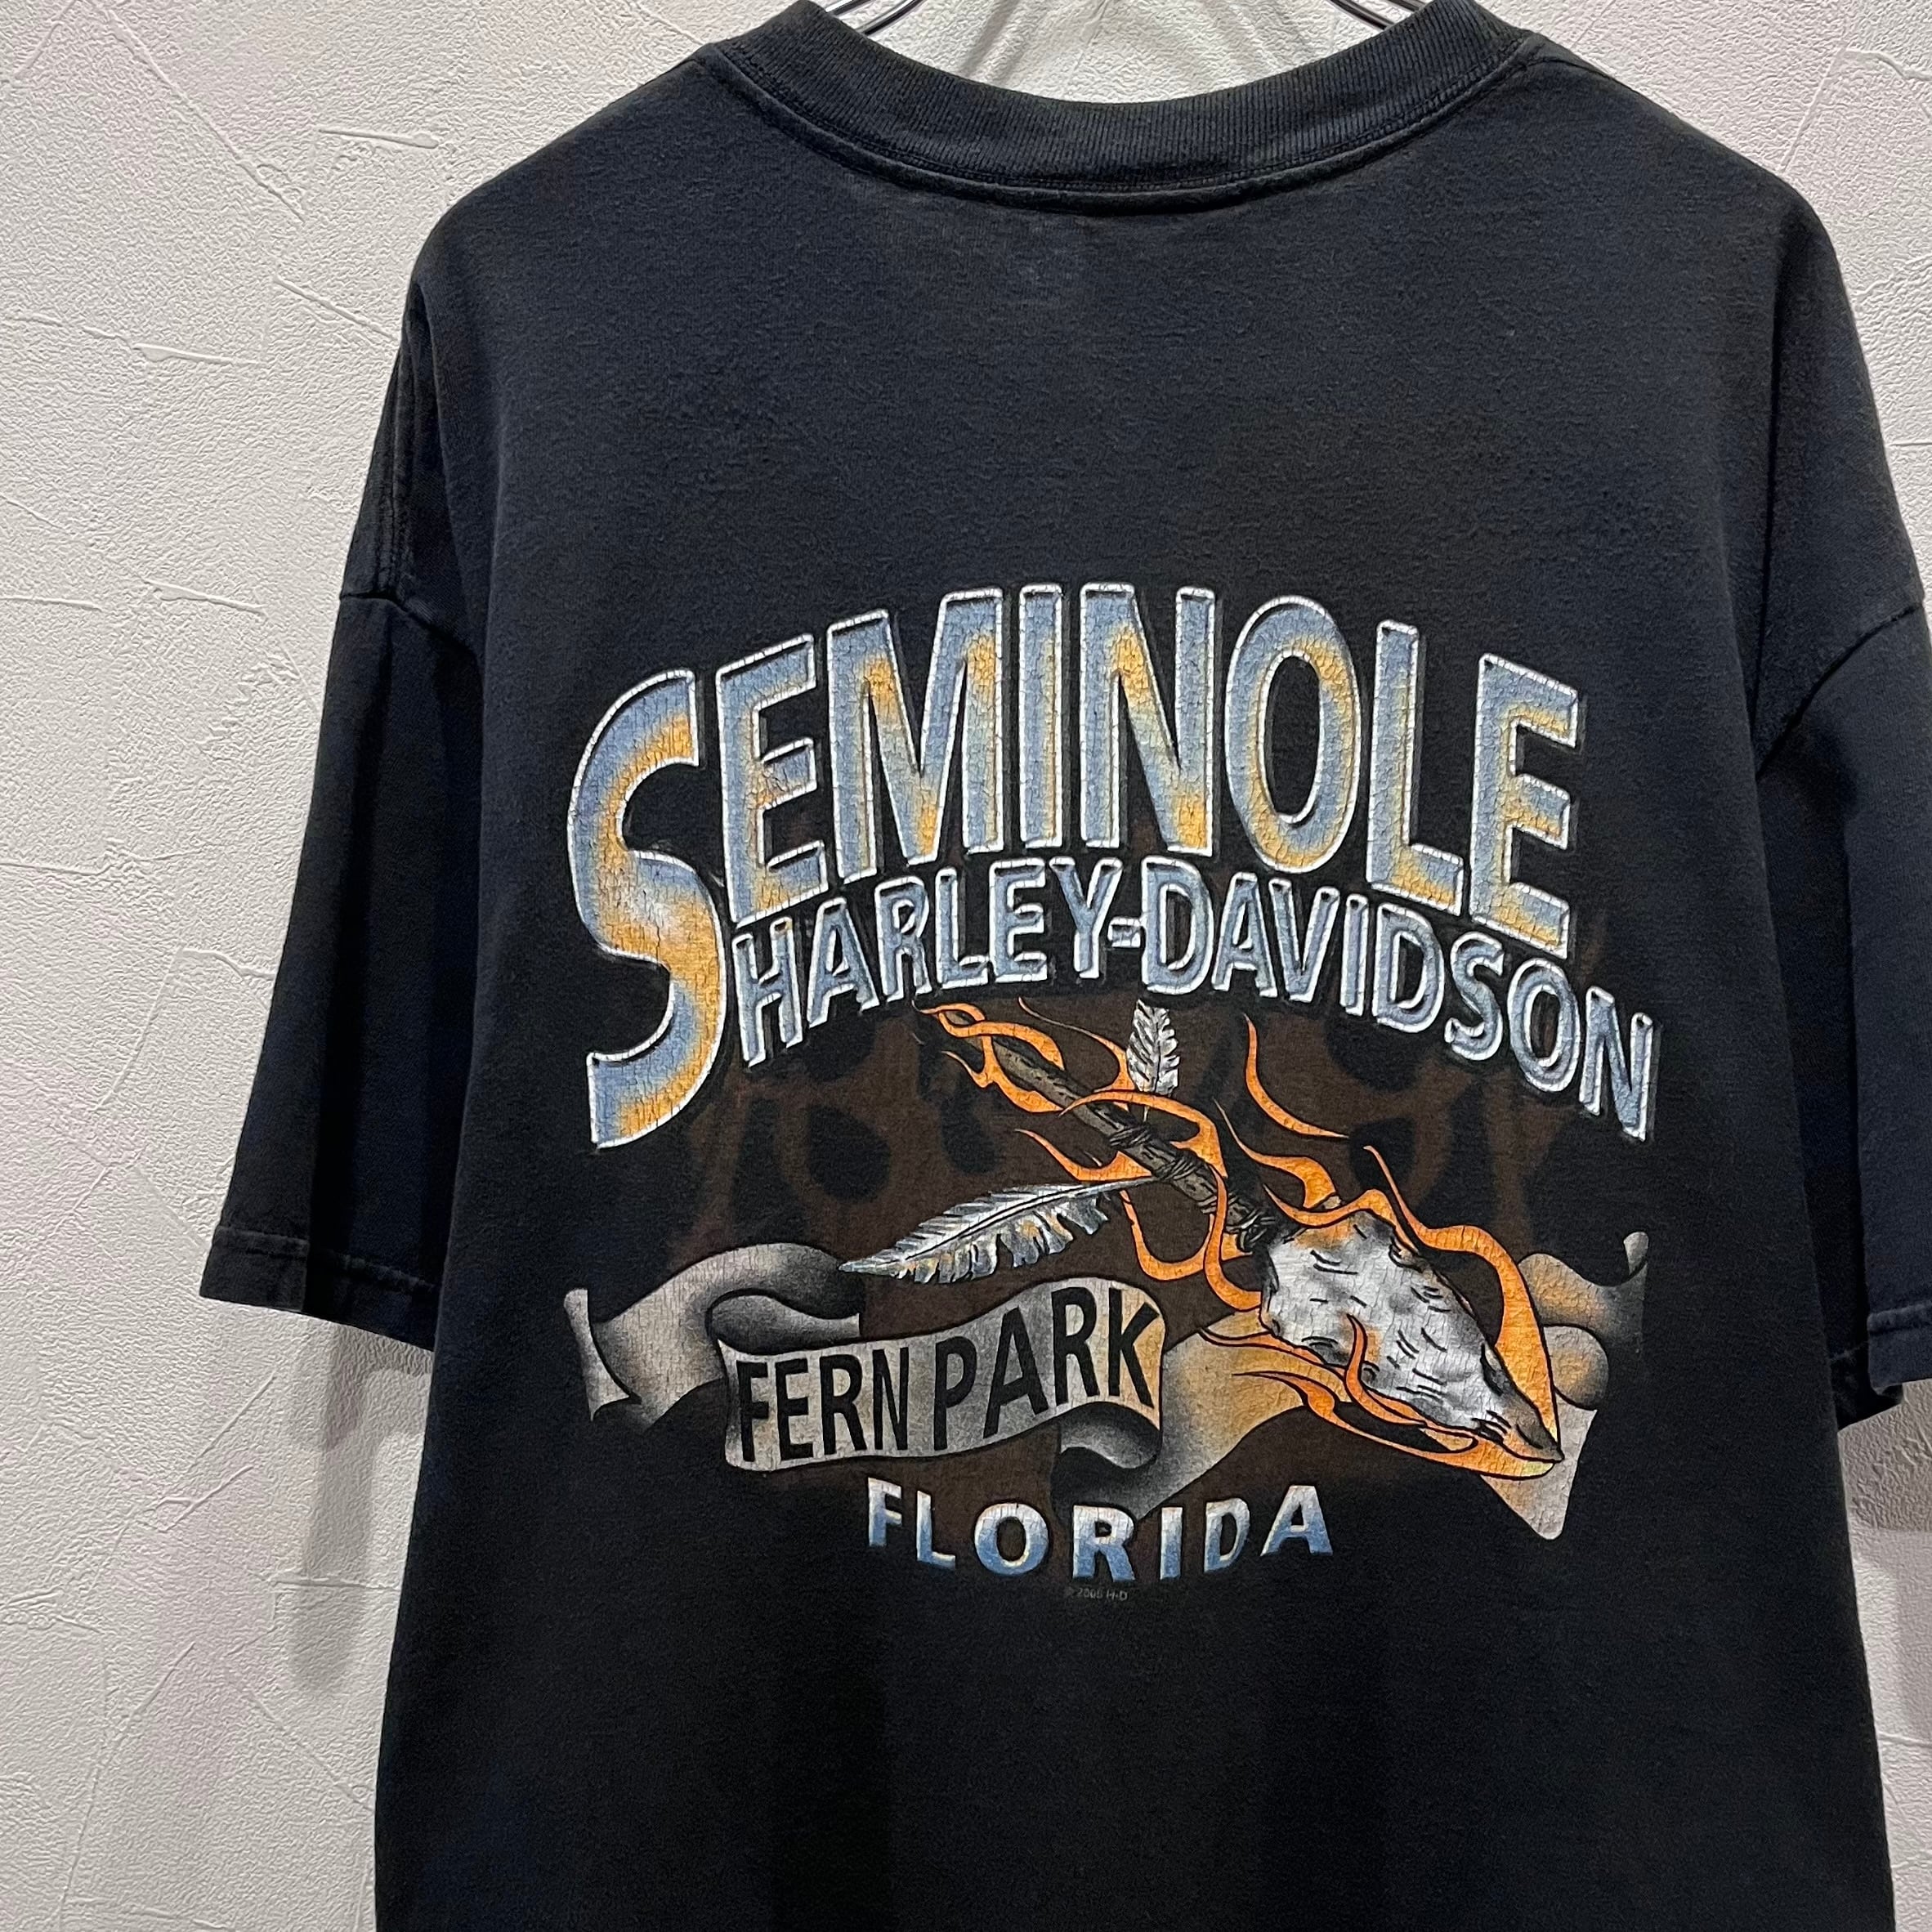 SEMINOLE
HARLEY-DAVIDSON
FERN PARK
FLORIDA
H-D